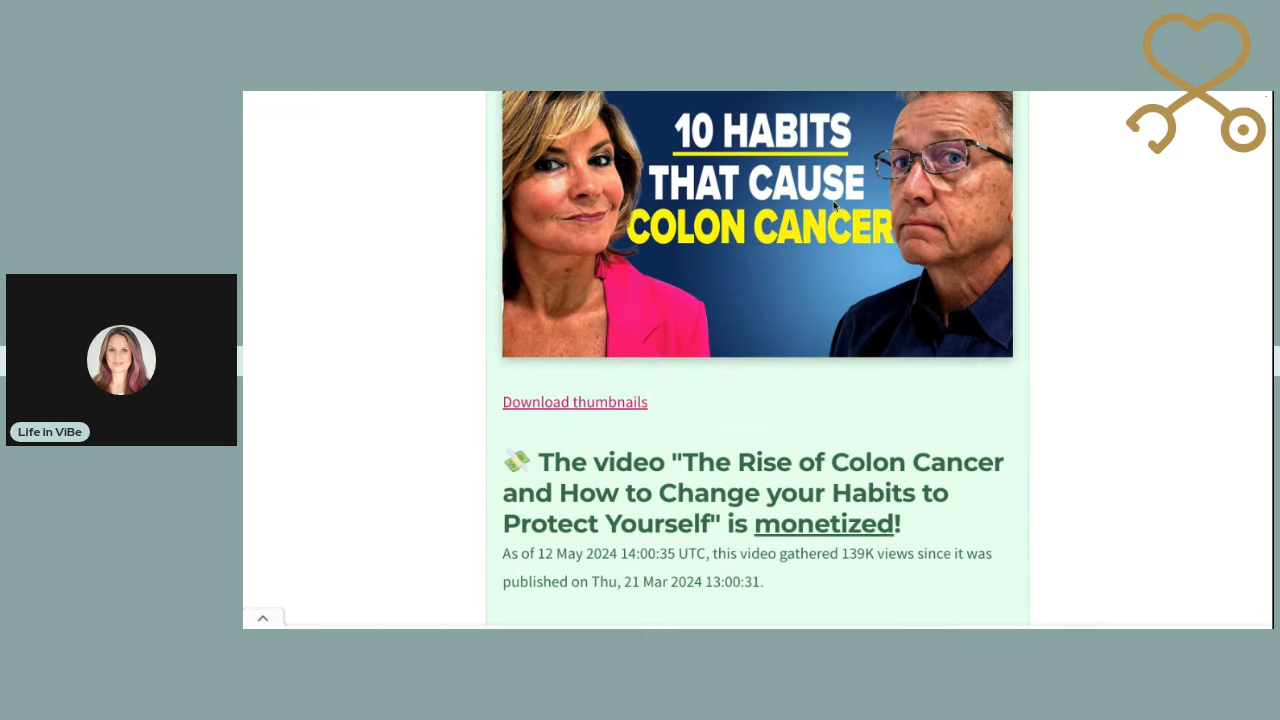 10 HABITS
THAT CAUSE
COLON CANCER
Download thumbnails
💸 The video "The Rise of Colon Cancer
and How to Change your Habits to
Protect Yourself" is monetized!
As of 12 May 2024 14:00:35 UTC, this video gathered 139K views since it was
published on Thu, 21 Mar 2024 13:00:31.
Life in ViBe